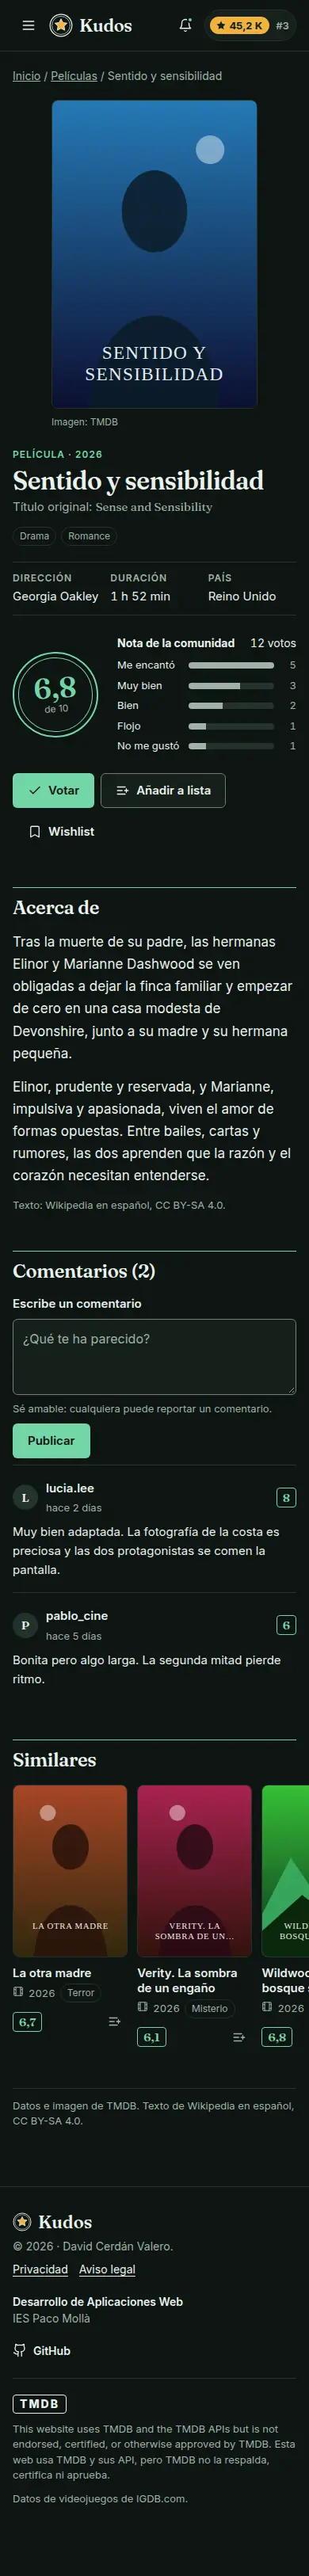 Kudos
45,2 K #3
Inicio / Películas / Sentido y sensibilidad
SENTIDO Y
SENSIBILIDAD
Imagen: TMDB
PELÍCULA · 2026
Sentido y sensibilidad
Título original: Sense and Sensibility
Drama Romance
DIRECCIÓN DURACIÓN PAÍS
Georgia Oakley 1 h 52 min Reino Unido
6,8
de 10
Nota de la comunidad 12 votos
Me encantó 5
Muy bien 3
Bien 2
Flojo 1
No me gustó 1
Votar Añadir a lista
Wishlist
Acerca de
Tras la muerte de su padre, las hermanas
Elinor y Marianne Dashwood se ven
obligadas a dejar la finca familiar y empezar
de cero en una casa modesta de
Devonshire, junto a su madre y su hermana
pequeña.
Elinor, prudente y reservada, y Marianne,
impulsiva y apasionada, viven el amor de
formas opuestas. Entre bailes, cartas y
rumores, las dos aprenden que la razón y el
corazón necesitan entenderse.
Texto: Wikipedia en español, CC BY-SA 4.0.
Comentarios (2)
Escribe un comentario
¿Qué te ha parecido?
Sé amable: cualquiera puede reportar un comentario.
Publicar
L lucia.lee 8
hace 2 días
Muy bien adaptada. La fotografía de la costa es
preciosa y las dos protagonistas se comen la
pantalla.
P pablo_cine 6
hace 5 días
Bonita pero algo larga. La segunda mitad pierde
ritmo.
Similares
LA OTRA MADRE
La otra madre
2026 Terror
6,7
VERITY. LA
SOMBRA DE UN...
Verity. La sombra
de un engaño
2026 Misterio
6,1
WILD
BOSQU
Wildwoo
bosque s
2026
6,8
Datos e imagen de TMDB. Texto de Wikipedia en español,
CC BY-SA 4.0.
Kudos
© 2026 · David Cerdán Valero.
Privacidad Aviso legal
Desarrollo de Aplicaciones Web
IES Paco Mollà
GitHub
TMDB
This website uses TMDB and the TMDB APIs but is not
endorsed, certified, or otherwise approved by TMDB. Esta
web usa TMDB y sus API, pero TMDB no la respalda,
certifica ni aprueba.
Datos de videojuegos de IGDB.com.